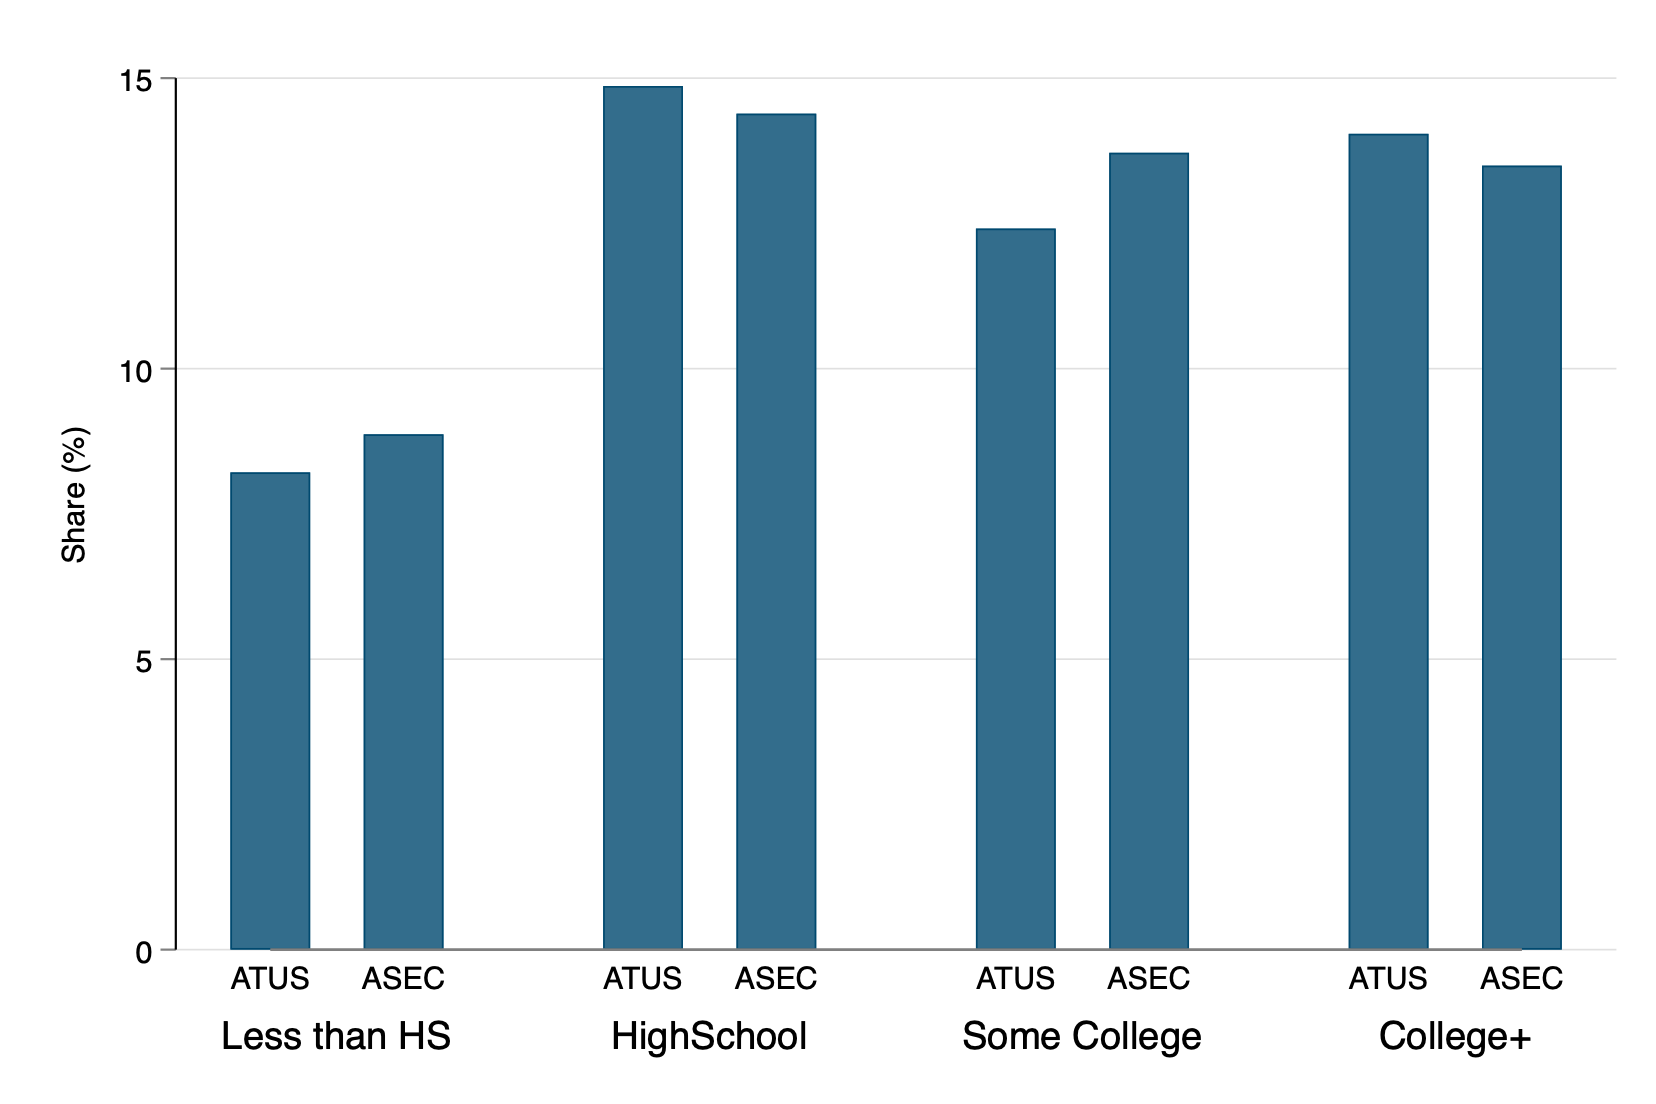 Share (%)
15
10
5
0
ATUS ASEC ATUS ASEC ATUS ASEC ATUS ASEC
Less than HS HighSchool Some College College+